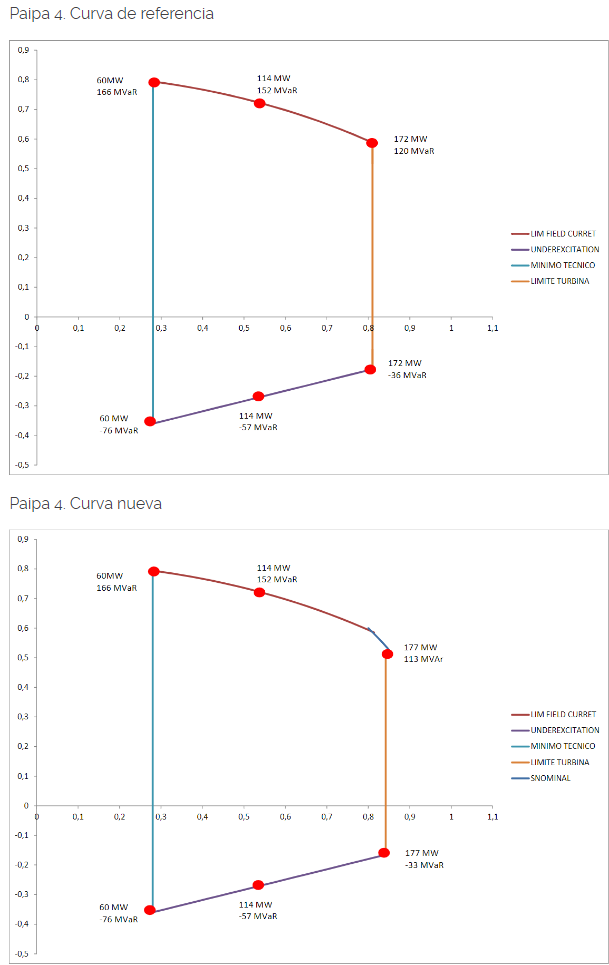 Paipa 4. Curva de referencia
0,9
0,8
0,7
0,6
0,5
0,4
0,3
0,2
0,1
0
-0,1
-0,2
-0,3
-0,4
-0,5
0
0,1
0,2
0,3
0,4
0,5
0,6
0,7
0,8
0,9
1
1,1
60MW
166 MVaR
114 MW
152 MVaR
172 MW
120 MVaR
172 MW
-36 MVaR
114 MW
-57 MVaR
60 MW
-76 MVaR
LIM FIELD CURRET
UNDEREXCITATION
MINIMO TECNICO
LIMITE TURBINA
Paipa 4. Curva nueva
0,9
0,8
0,7
0,6
0,5
0,4
0,3
0,2
0,1
0
-0,1
-0,2
-0,3
-0,4
-0,5
0
0,1
0,2
0,3
0,4
0,5
0,6
0,7
0,8
0,9
1
1,1
60MW
166 MVaR
114 MW
152 MVaR
177 MW
113 MVAr
177 MW
-33 MVaR
114 MW
-57 MVaR
60 MW
-76 MVaR
LIM FIELD CURRET
UNDEREXCITATION
MINIMO TECNICO
LIMITE TURBINA
SNOMINAL